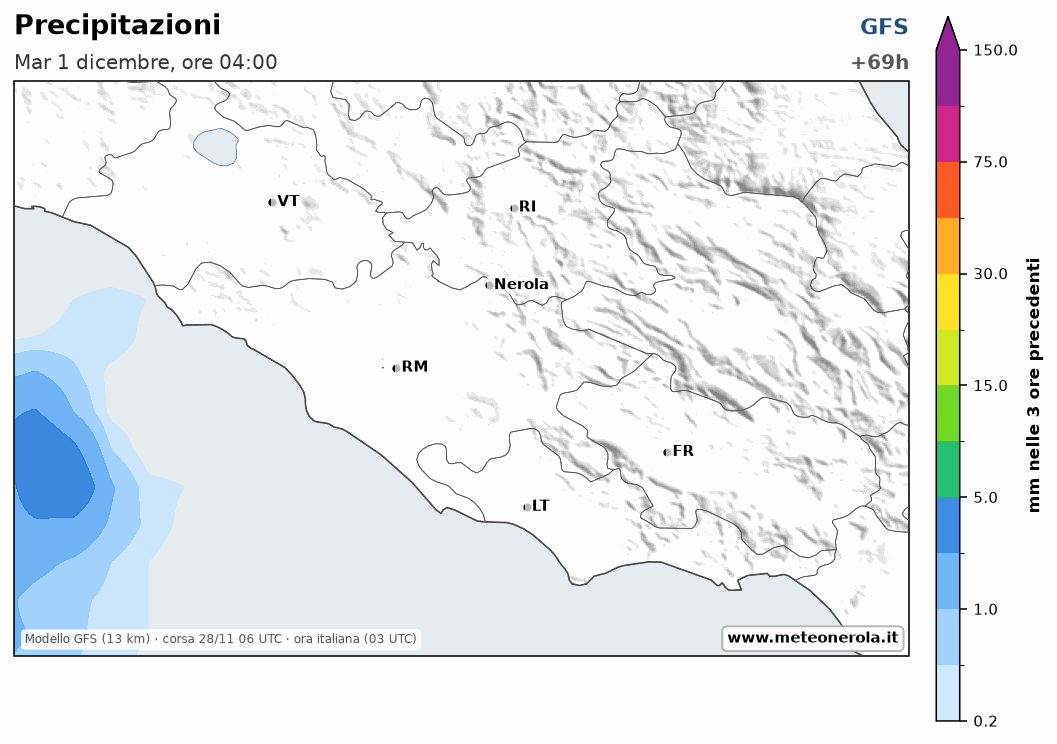 Precipitazioni
GFS
Mar 1 dicembre, ore 04:00
+69h
150.0
75.0
30.0
15.0
5.0
1.0
0.2
mm nelle 3 ore precedenti
VT
RI
Nerola
RM
FR
LT
Modello GFS (13 km) · corsa 28/11 06 UTC · ora italiana (03 UTC)
www.meteonerola.it